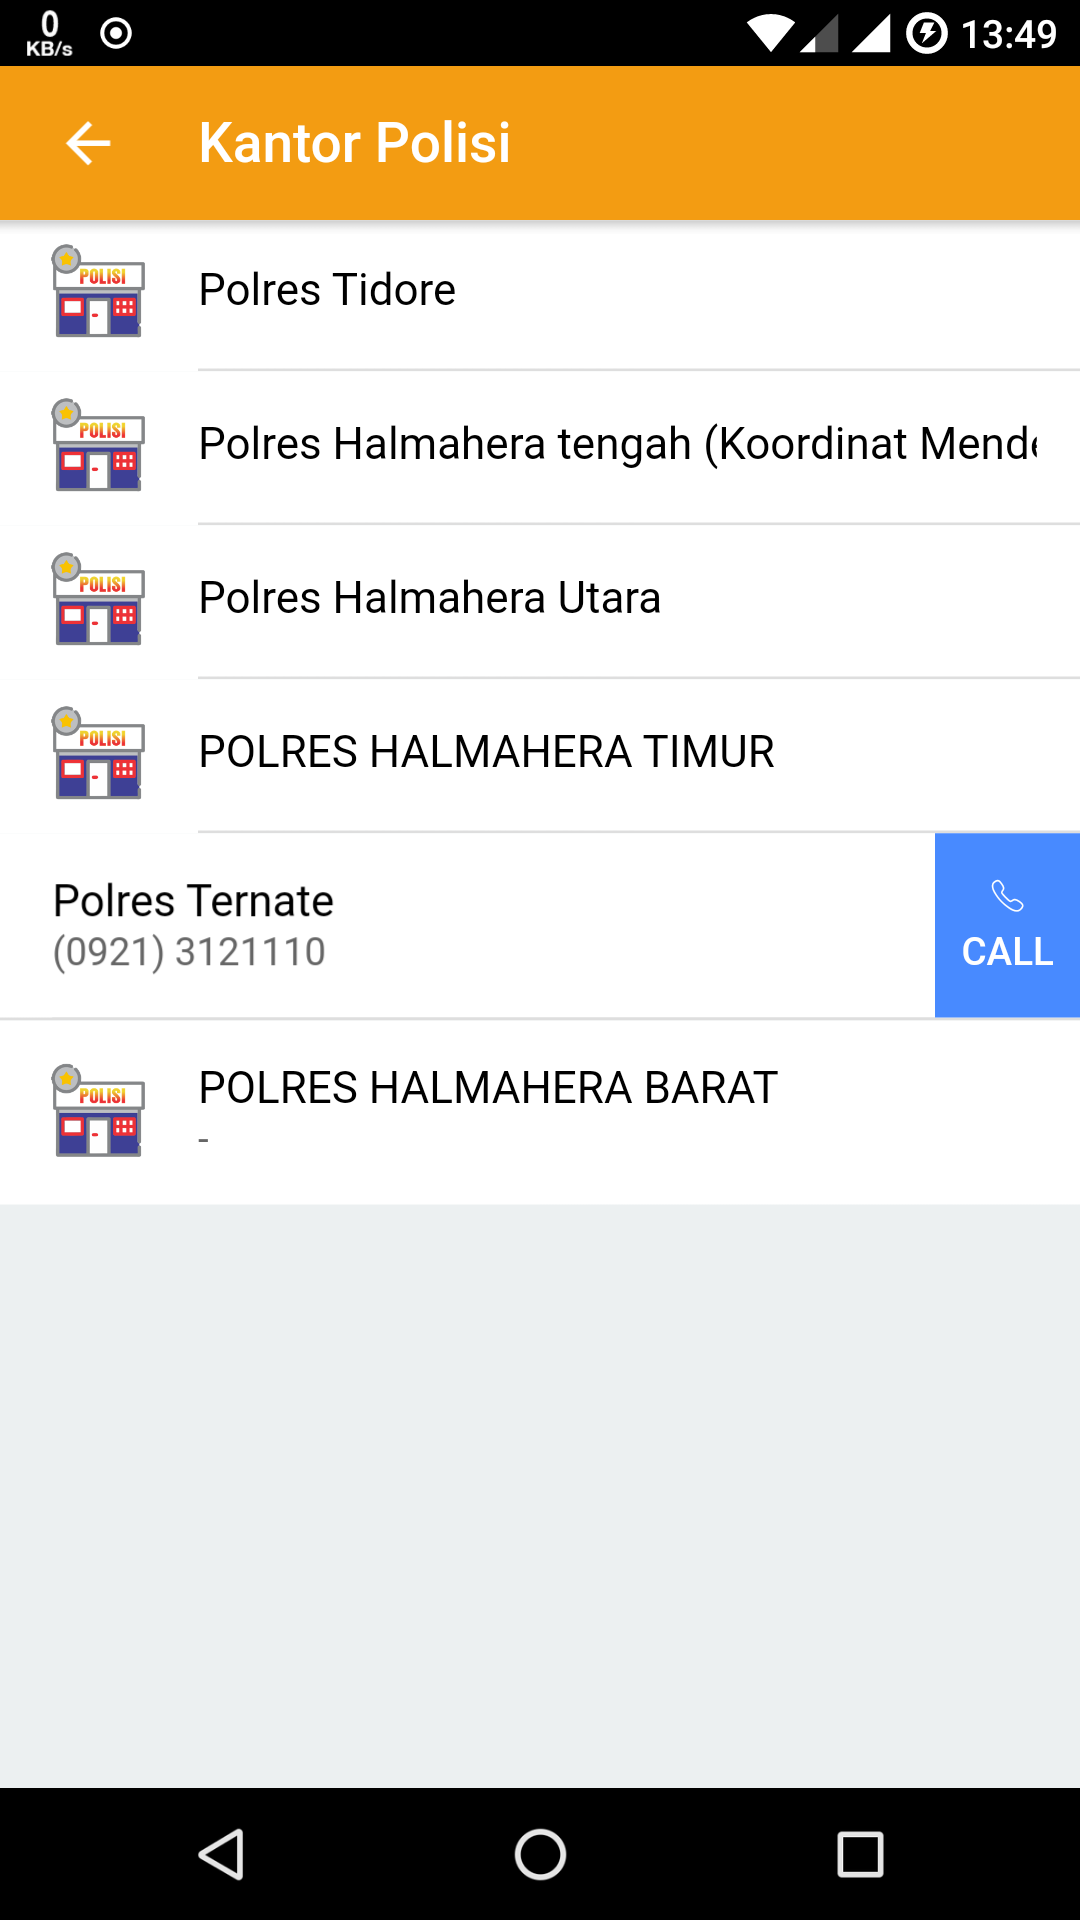 0
KB/s
13:49
Kantor Polisi
POLISI
Polres Tidore
POLISI
Polres Halmahera tengah (Koordinat Mend
POLISI
Polres Halmahera Utara
POLISI
POLRES HALMAHERA TIMUR
Polres Ternate
(0921) 3121110
CALL
POLISI
POLRES HALMAHERA BARAT
-